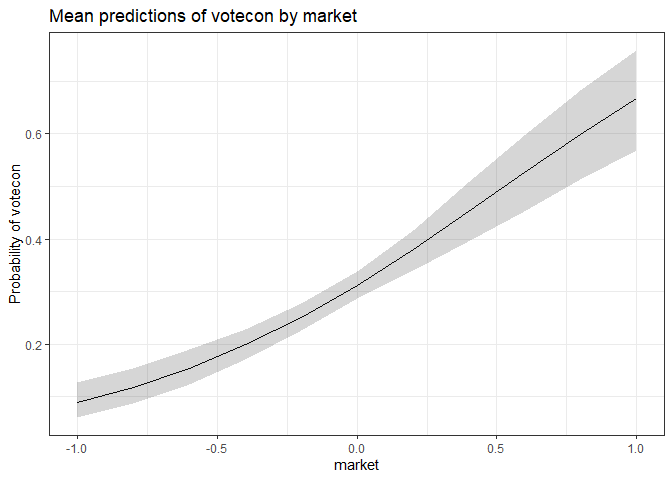 Mean predictions of votecon by market
Probability of votecon
0.6
0.4
0.2
-1.0 -0.5 0.0 0.5 1.0
market